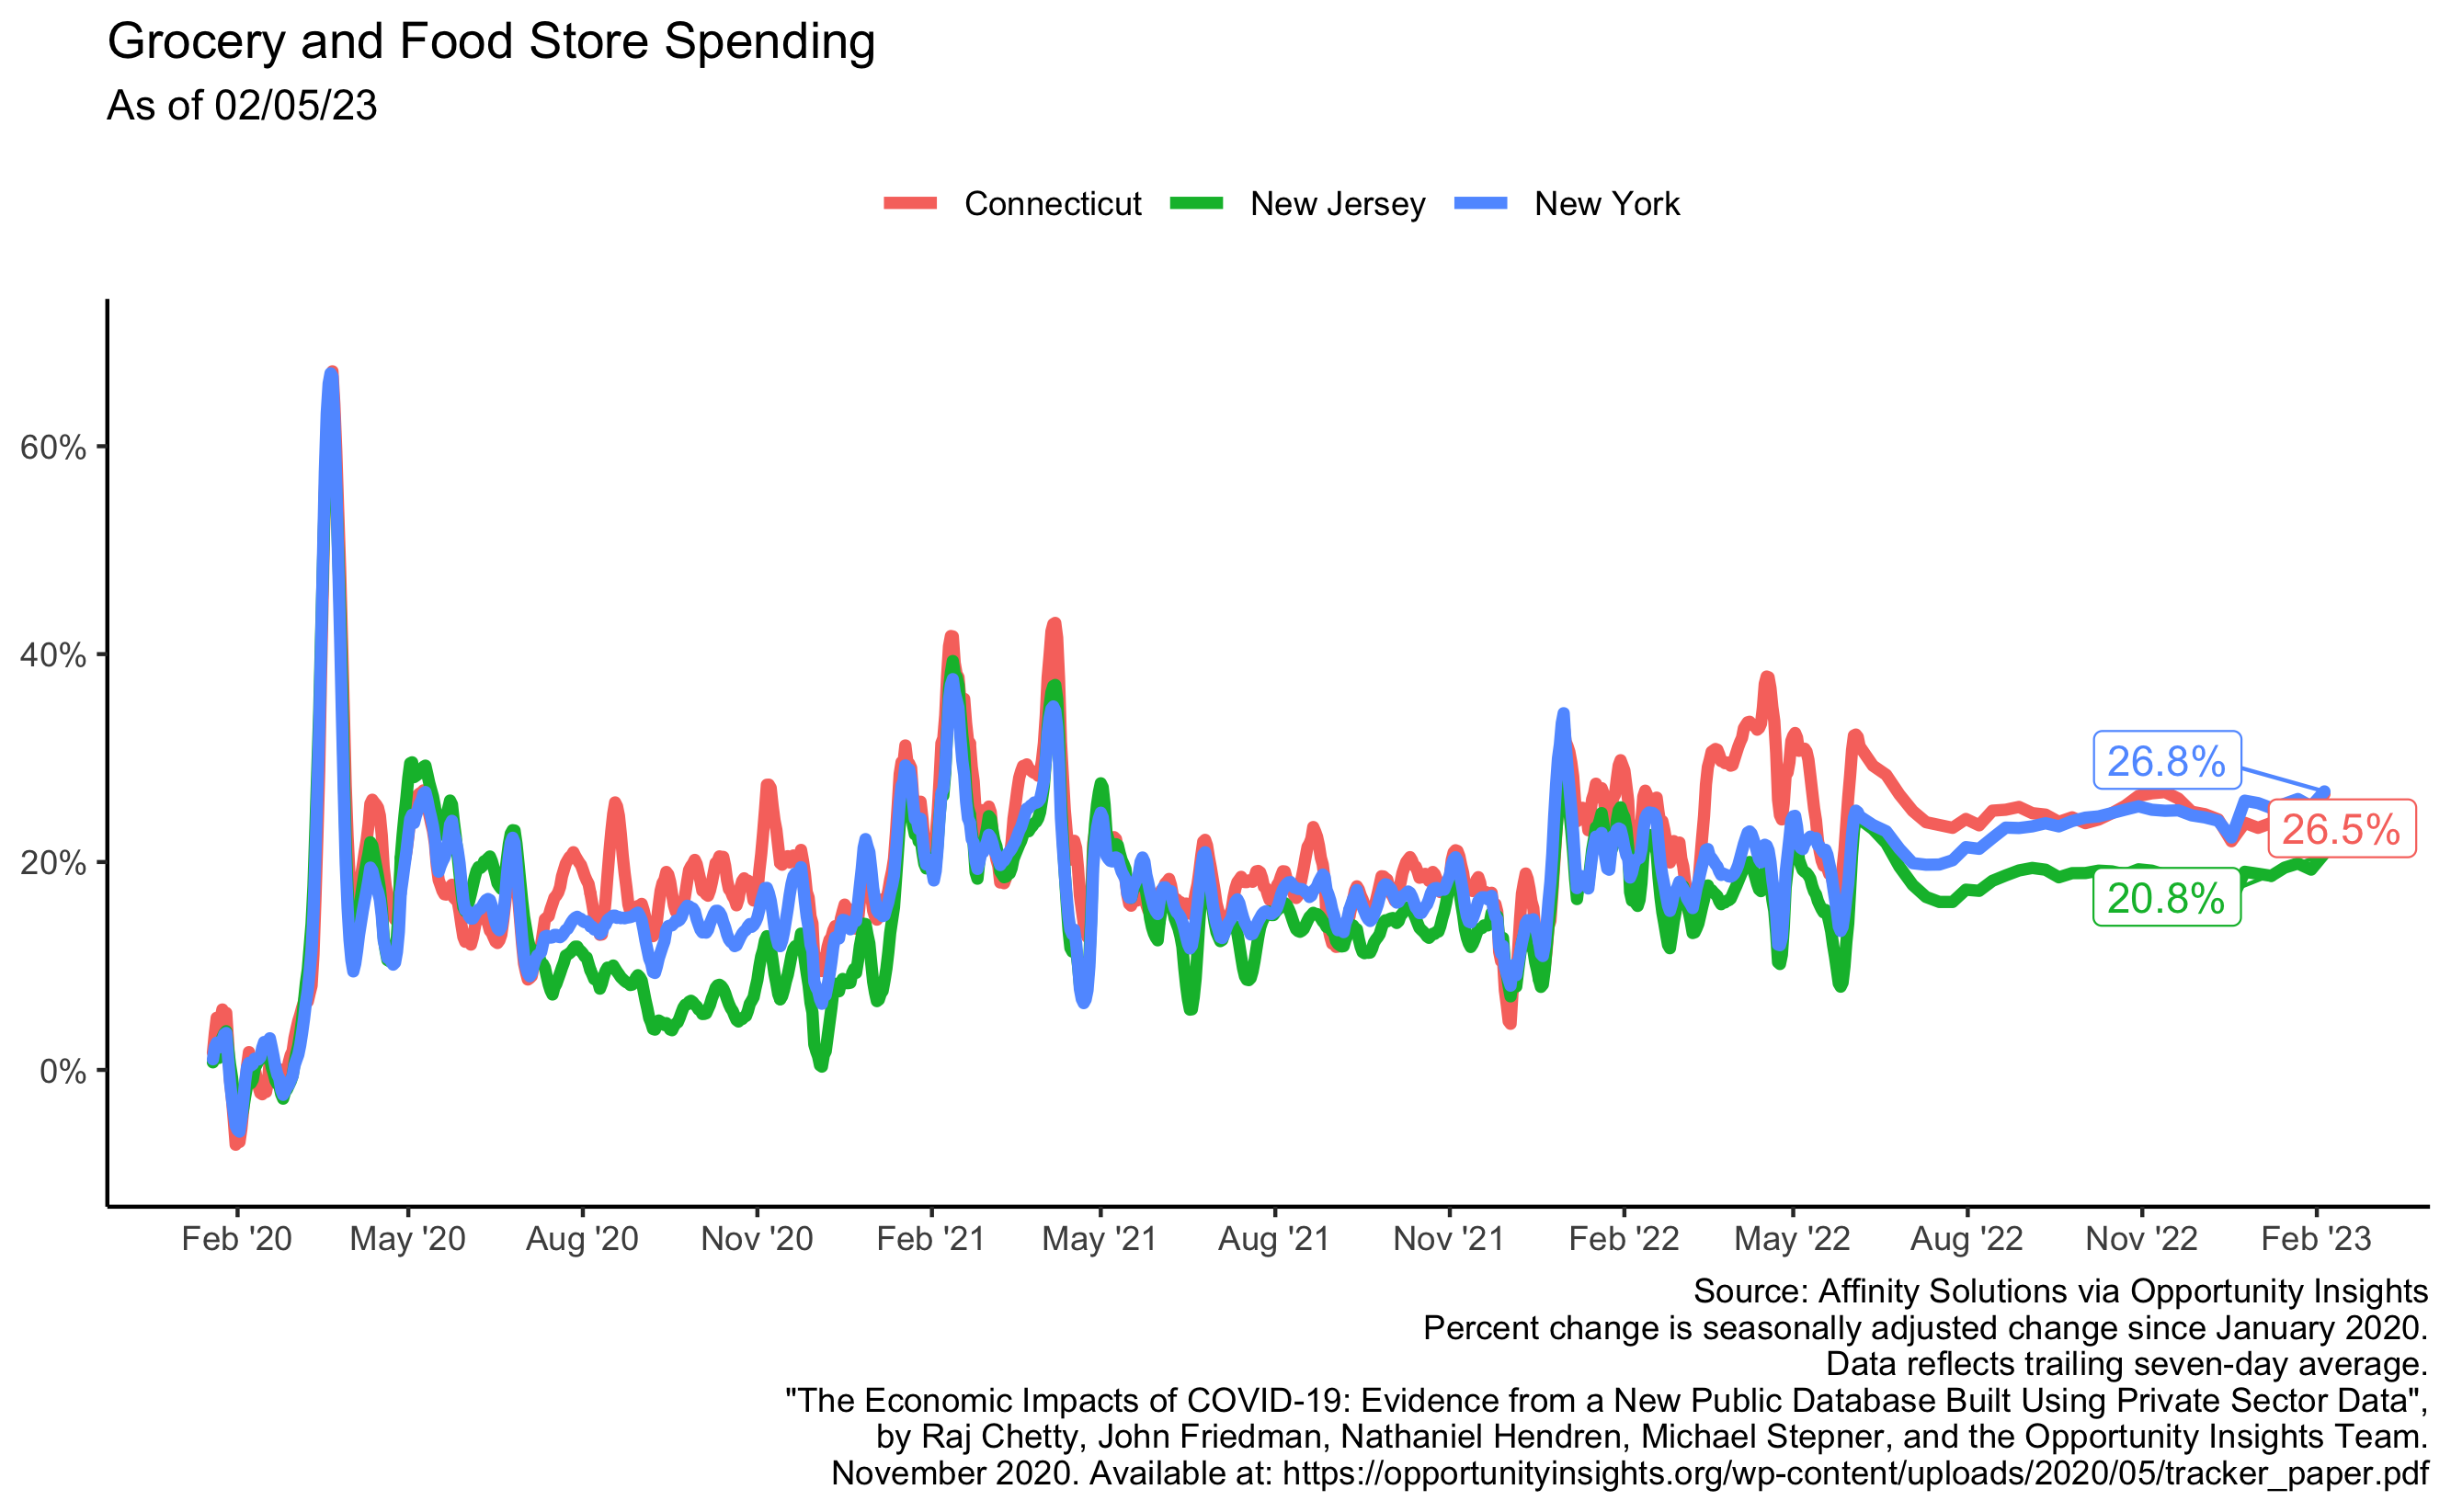 Grocery and Food Store Spending
As of 02/05/23
Connecticut New Jersey New York
60%
40%
20%
0%
26.8%
26.5%
20.8%
Feb '20 May '20 Aug '20 Nov '20 Feb '21 May '21 Aug '21 Nov '21 Feb '22 May '22 Aug '22 Nov '22 Feb '23
Source: Affinity Solutions via Opportunity Insights
Percent change is seasonally adjusted change since January 2020.
Data reflects trailing seven-day average.
"The Economic Impacts of COVID-19: Evidence from a New Public Database Built Using Private Sector Data",
by Raj Chetty, John Friedman, Nathaniel Hendren, Michael Stepner, and the Opportunity Insights Team.
November 2020. Available at: https://opportunityinsights.org/wp-content/uploads/2020/05/tracker_paper.pdf